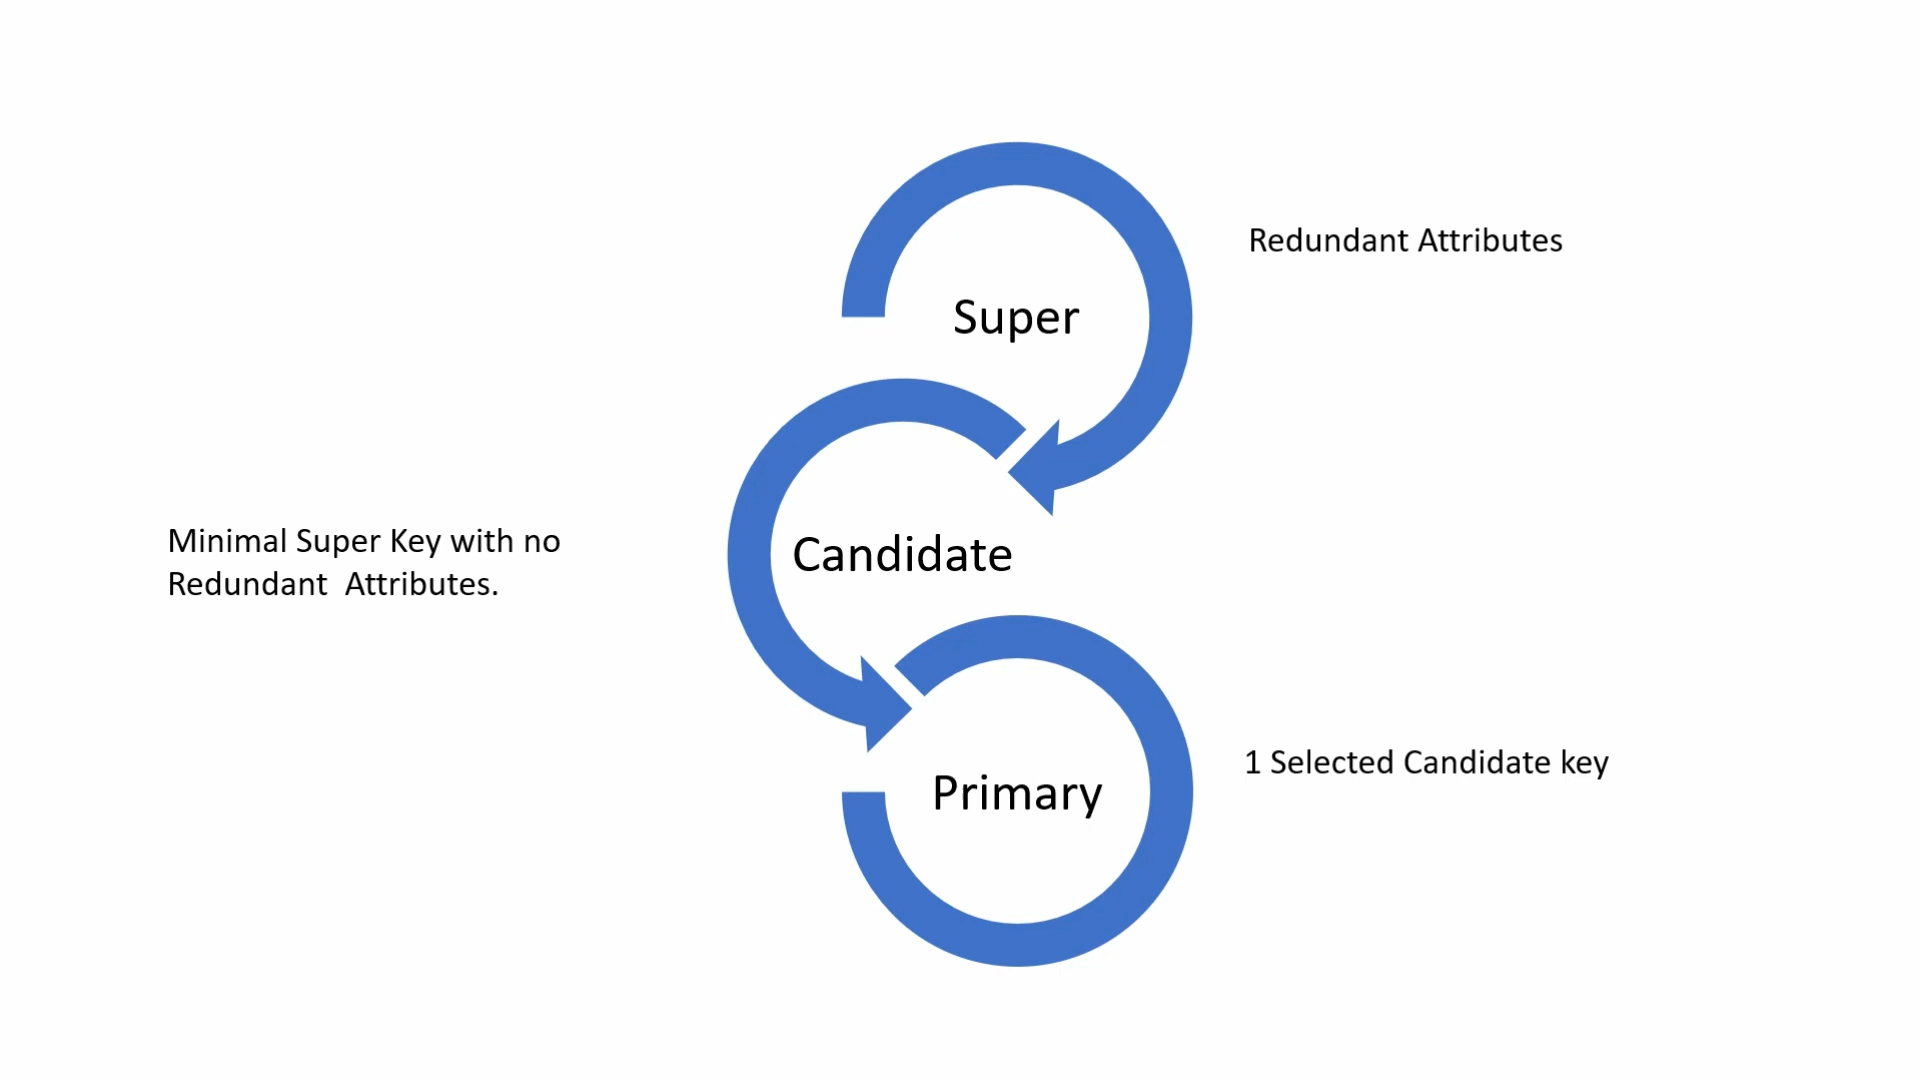 Redundant Attributes
Super
Minimal Super Key with no
Redundant  Attributes.
Candidate
1 Selected Candidate key
Primary